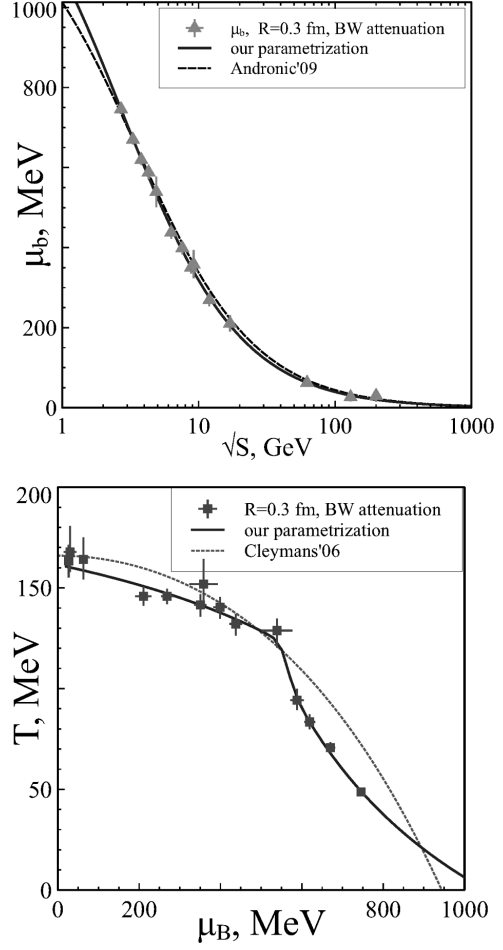 1000
800
200
0
μb, MeV
μb, R=0.3 fm, BW attenuation
our parametrization
Andronic'09
1 10 100 1000
√S, GeV
200
150
50
0
T, MeV
R=0.3 fm, BW attenuation
our parametrization
Cleymans'06
0 200 800 1000
μB, MeV